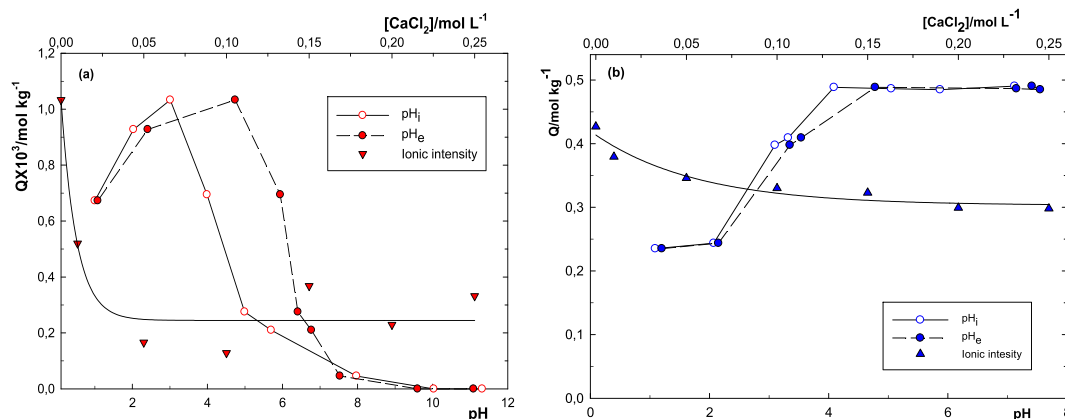 [CaCl2]/mol L-1
0,00 0,05 0,10 0,15 0,20 0,25
(a)
QX10³/mol kg-1
1,2
1,0
0,8
0,6
0,4
0,2
0,0
pHi
pHe
Ionic intensity
0 2 4 6 8 10 12
pH
[CaCl2]/mol L-1
0,00 0,05 0,10 0,15 0,20 0,25
(b)
Q/mol kg-1
0,5
0,4
0,3
0,2
0,1
0,0
pHi
pHe
Ionic intesity
0 2 4 6 8
pH